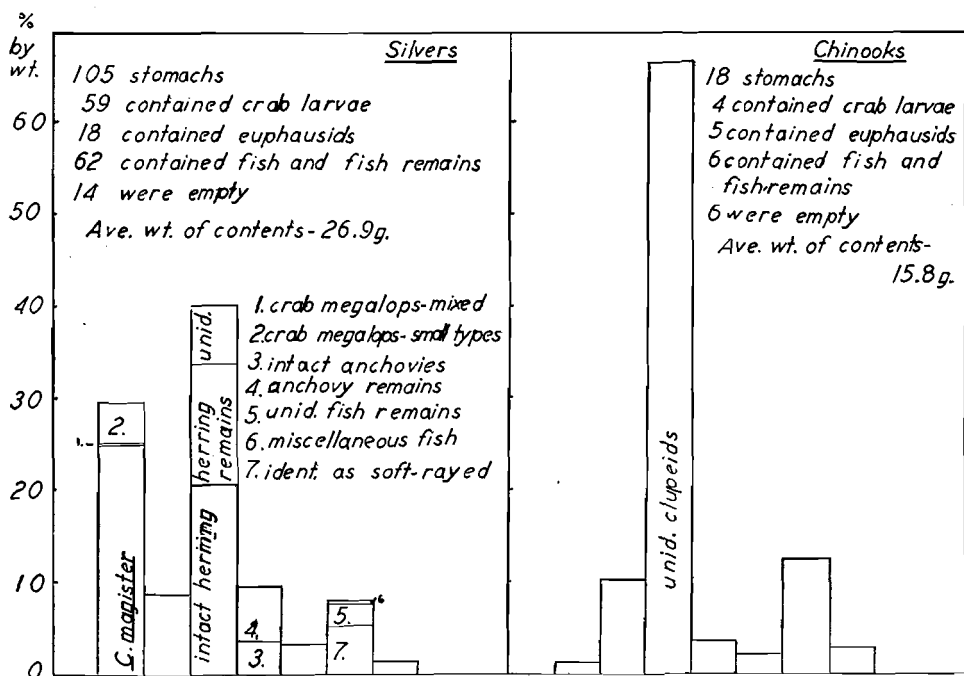 %
by
wt.
60
50
40
30
20
10
0
Silvers
105 stomachs
59 contained crab larvae
18 contained euphausids
62 contained fish and fish remains
14 were empty
Ave. wt. of contents - 26.9g.
1. crab megalops-mixed
2. crab megalops-small types
3. intact anchovies
4. anchovy remains
5. unid. fish remains
6. miscellaneous fish
7. ident. as soft-rayed
1.
2.
C. magister
unid.
herring
remains
intact herring
4.
3.
6
5.
7.
Chinooks
18 stomachs
4 contained crab larvae
5 contained euphausids
6 contained fish and
fish remains
6 were empty
Ave. wt. of contents-
15.8g.
unid. clupeids